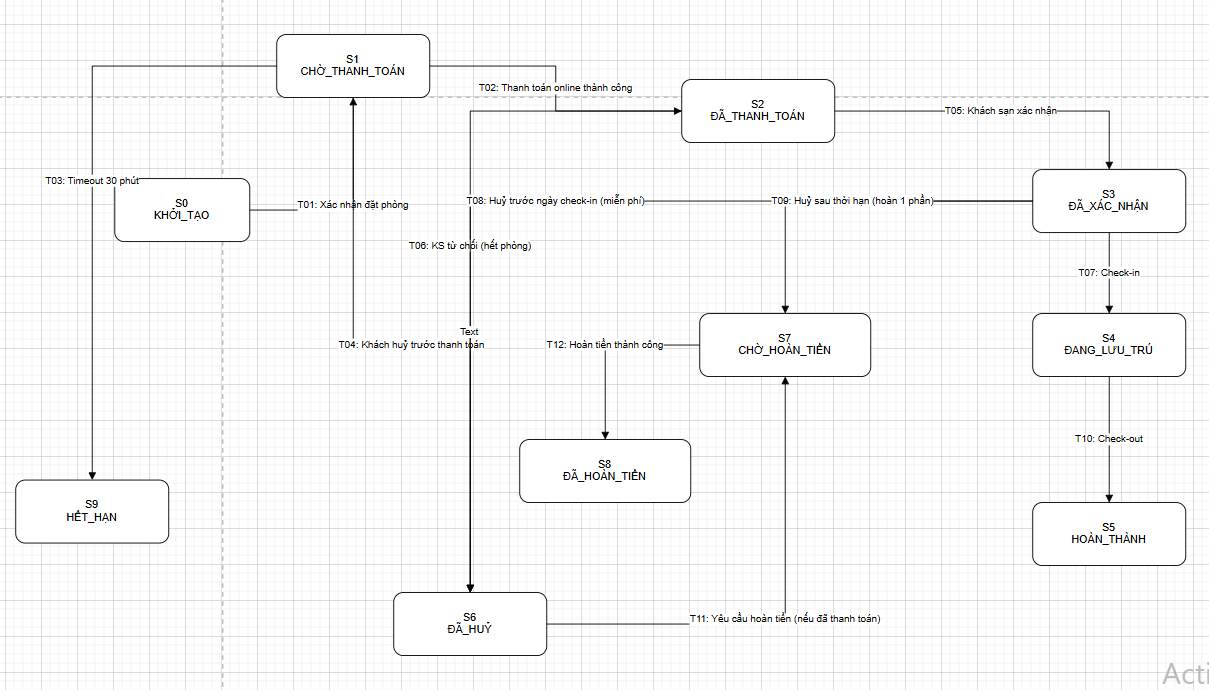 S1
CHỜ_THANH_TOÁN
T02: Thanh toán online thành công
S2
ĐÃ_THANH_TOÁN
T05: Khách sạn xác nhận
T03: Timeout 30 phút
S0
KHỞI_TẠO
T01: Xác nhận đặt phòng
T08: Huỷ trước ngày check-in (miễn phí)
T09: Huỷ sau thời hạn (hoàn 1 phần)
S3
ĐÃ_XÁC_NHẬN
T06: KS từ chối (hết phòng)
T07: Check-in
Text
T04: Khách huỷ trước thanh toán
T12: Hoàn tiền thành công
S7
CHỜ_HOÀN_TIỀN
S4
ĐANG_LƯU_TRÚ
T10: Check-out
S8
ĐÃ_HOÀN_TIỀN
S9
HẾT_HẠN
S5
HOÀN_THÀNH
S6
ĐÃ_HUỶ
T11: Yêu cầu hoàn tiền (nếu đã thanh toán)